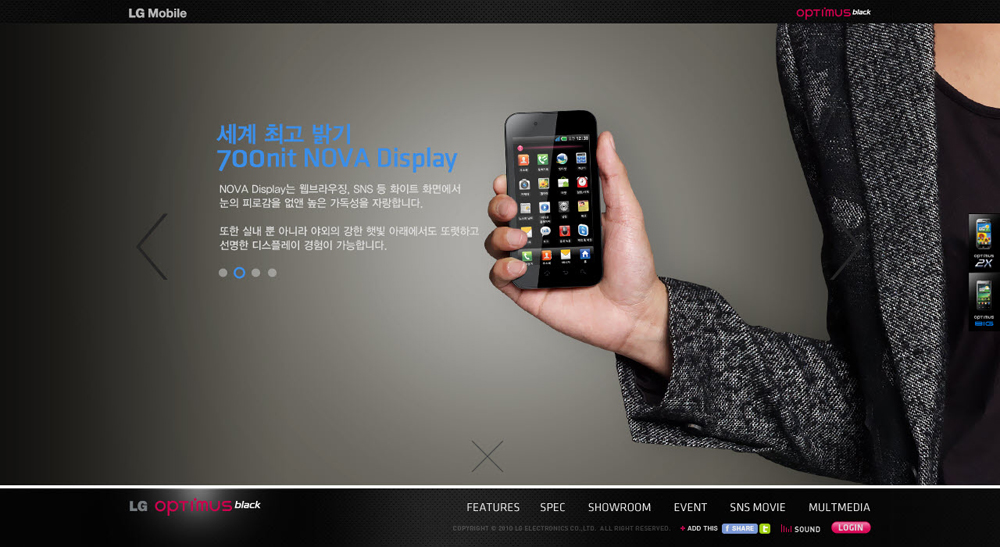 LG Mobile
optimus black
세계 최고 밝기
700nit NOVA Display
NOVA Display는 웹브라우징, SNS 등 화이트 화면에서
눈의 피로감을 없앤 높은 가독성을 자랑합니다.
또한 실내 뿐 아니라 야외의 강한 햇빛 아래에서도 또렷하고
선명한 디스플레이 경험이 가능합니다.
12:30
OPTIMUS
2X
OPTIMUS
BIG
LG optimus black
FEATURES SPEC SHOWROOM EVENT SNS MOVIE MULTMEDIA
COPYRIGHT © 2010 LG ELECTRONICS CO.,LTD. ALL RIGHT RESERVED. + ADD THIS f SHARE t SOUND LOGIN